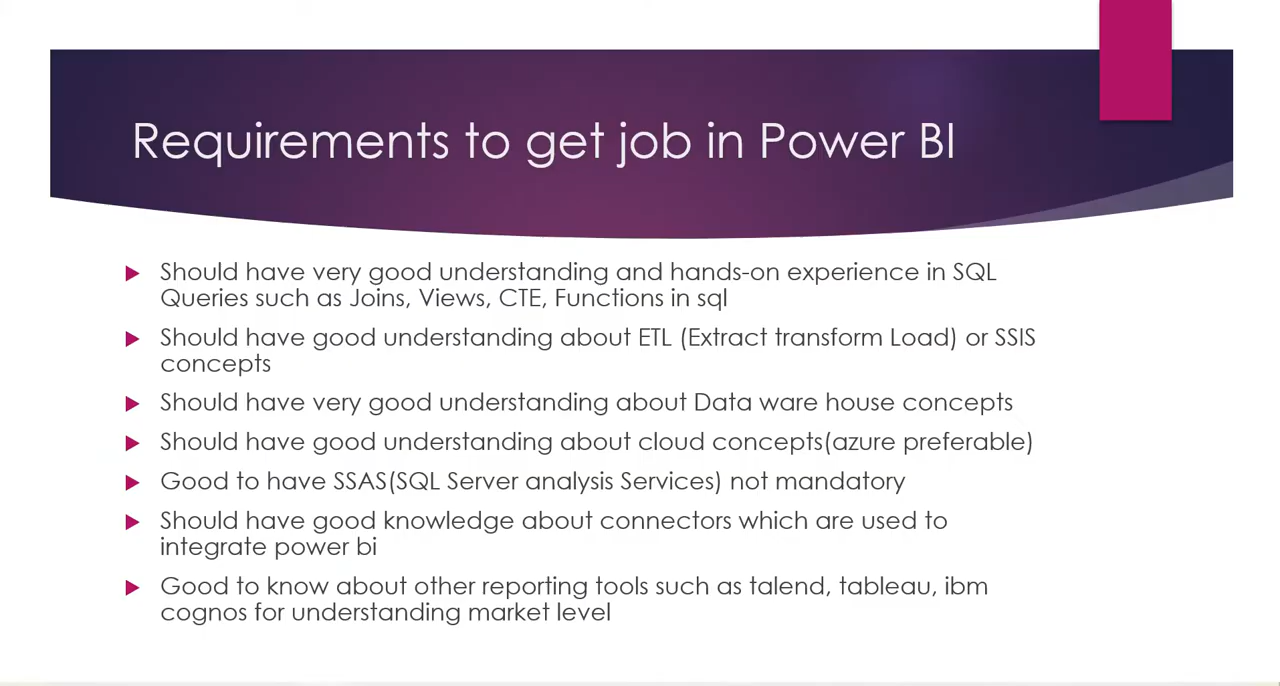 Requirements to get job in Power BI
Should have very good understanding and hands-on experience in SQL
Queries such as Joins, Views, CTE, Functions in sql
Should have good understanding about ETL (Extract transform Load) or SSIS
concepts
Should have very good understanding about Data ware house concepts
Should have good understanding about cloud concepts(azure preferable)
Good to have SSAS(SQL Server analysis Services) not mandatory
Should have good knowledge about connectors which are used to
integrate power bi
Good to know about other reporting tools such as talend, tableau, ibm
cognos for understanding market level